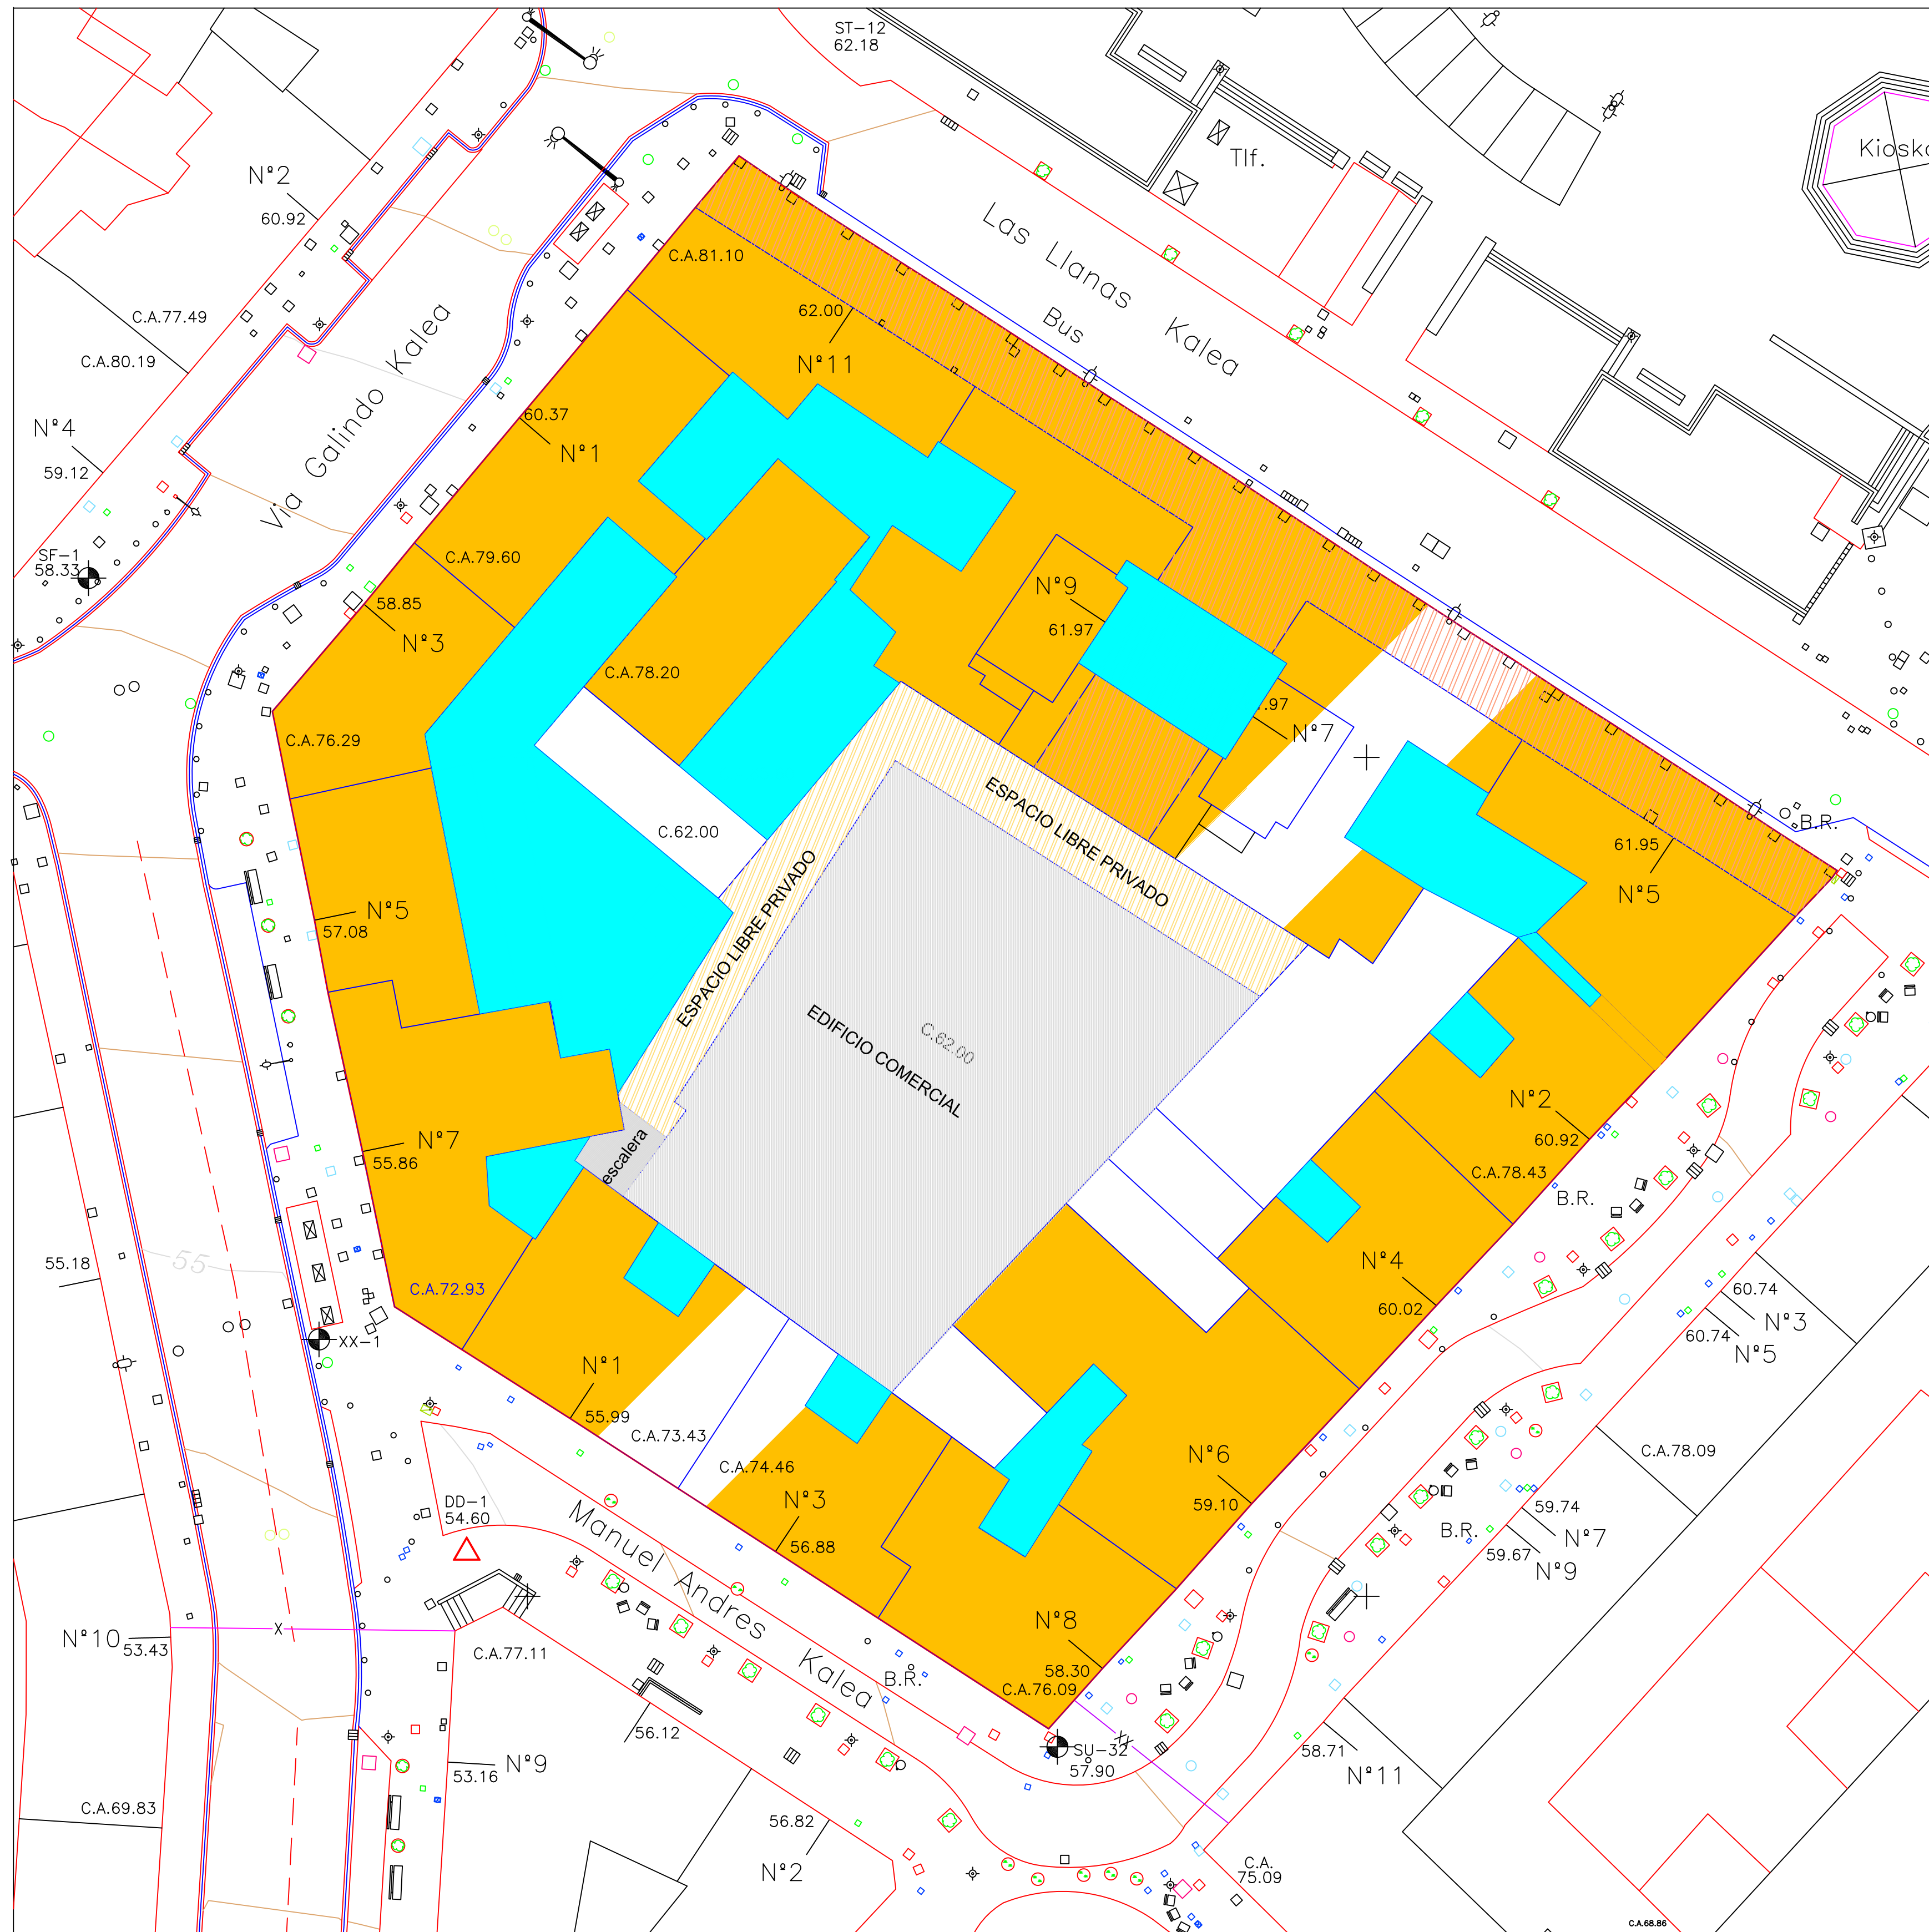 ST-12
62.18
Tlf.
Nº2
60.92
C.A.81.10
Las Llanas Kalea
Bus
C.A.77.49
C.A.80.19
Via Galindo Kalea
62.00
Nº11
60.37
Nº1
Nº4
59.12
SF-1
58.33
C.A.79.60
58.85
Nº3
Nº9
61.97
C.A.78.20
Nº7
C.A.76.29
C.62.00
ESPACIO LIBRE PRIVADO
ESPACIO LIBRE PRIVADO
B.R.
61.95
Nº5
Nº5
57.08
EDIFICIO COMERCIAL
C.62.00
Nº2
60.92
Nº7
55.86
escalera
C.A.78.43
B.R.
55.18
55
C.A.72.93
Nº4
60.02
60.74
Nº3
60.74
Nº5
XX-1
Nº1
55.99
C.A.73.43
C.A.74.46
Nº3
56.88
Nº6
59.10
C.A.78.09
DD-1
54.60
Manuel Andres Kalea
B.R.
59.74
Nº7
59.67
Nº9
Nº10
53.43
X
C.A.77.11
B.R.
Nº8
58.30
C.A.76.09
XX
SU-32
57.90
56.12
58.71
Nº11
Nº9
53.16
C.A.69.83
56.82
Nº2
C.A.
75.09
C.A.68.86